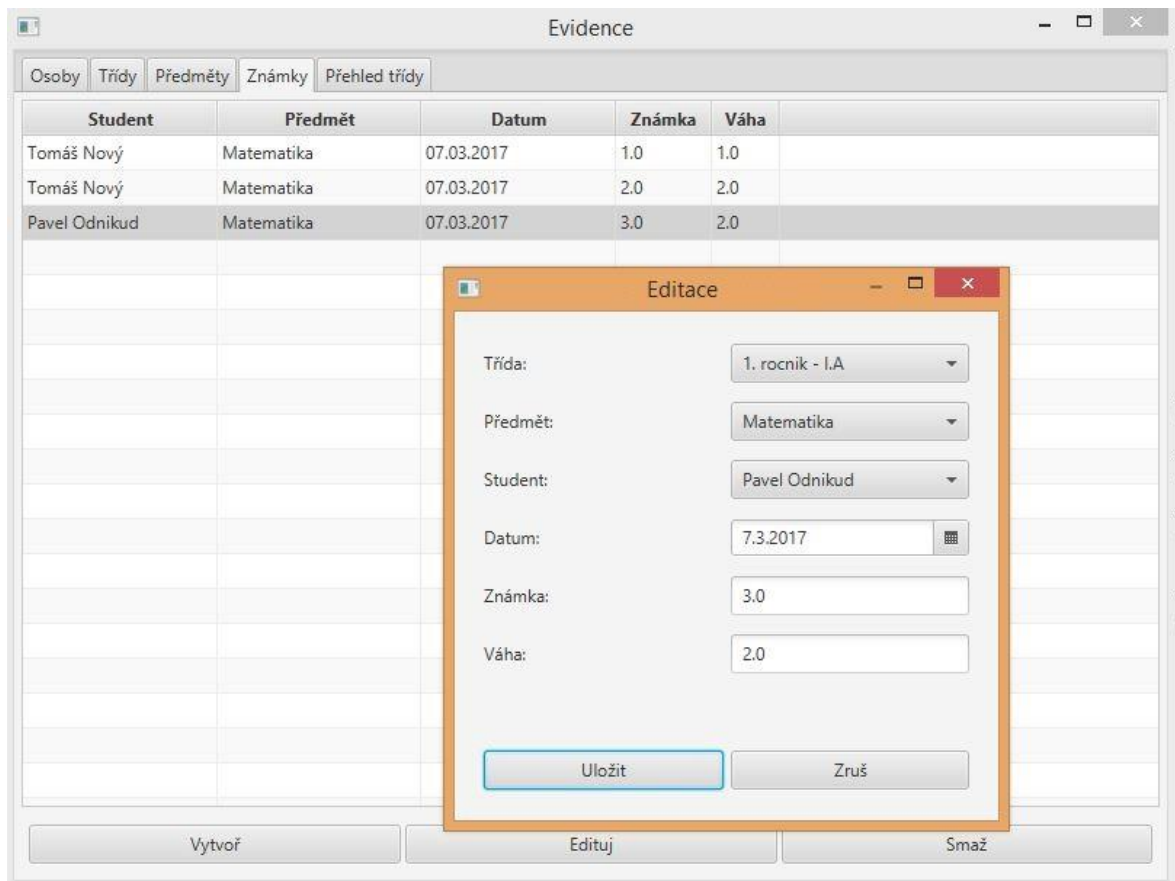 Evidence
Osoby Třídy Předměty Známky Přehled třídy
Student Předmět Datum Známka Váha
Tomáš Nový Matematika 07.03.2017 1.0 1.0
Tomáš Nový Matematika 07.03.2017 2.0 2.0
Pavel Odnikud Matematika 07.03.2017 3.0 2.0
Editace
Třída: 1. rocnik - I.A
Předmět: Matematika
Student: Pavel Odnikud
Datum: 7.3.2017
Známka: 3.0
Váha: 2.0
Uložit Zruš
Vytvoř Edituj Smaž